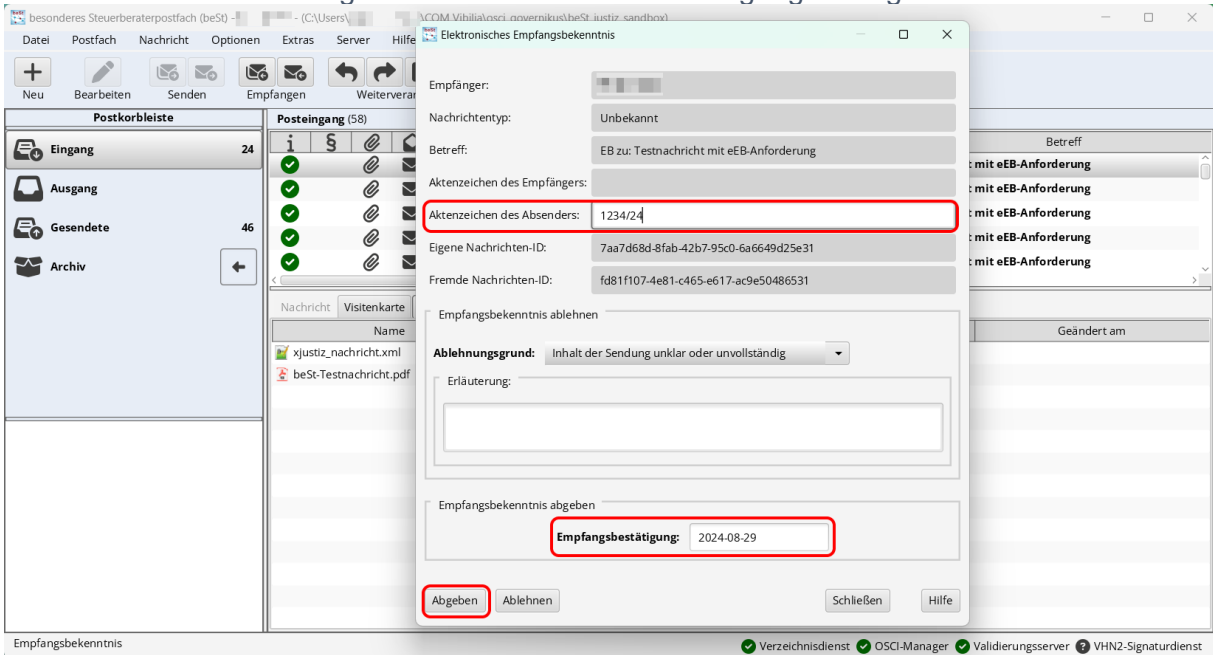 besonderes Steuerberaterpostfach (beSt) - - (C:\Users\ \COM Vibilia\osci_governikus\beSt_justiz_sandbox)
Datei Postfach Nachricht Optionen Extras Server Hilfe
Neu Bearbeiten Senden Empfangen
Postkorbleiste
Eingang 24
Ausgang
Gesendete 46
Archiv
Posteingang (58)
i §
Betreff
mit eEB-Anforderung
mit eEB-Anforderung
mit eEB-Anforderung
mit eEB-Anforderung
mit eEB-Anforderung
Nachricht Visitenkarte
Name
Geändert am
xjustiz_nachricht.xml
beSt-Testnachricht.pdf
Elektronisches Empfangsbekenntnis
Empfänger:
Nachrichtentyp: Unbekannt
Betreff: EB zu: Testnachricht mit eEB-Anforderung
Aktenzeichen des Empfängers:
Aktenzeichen des Absenders: 1234/24
Eigene Nachrichten-ID: 7aa7d68d-8fab-42b7-95c0-6a6649d25e31
Fremde Nachrichten-ID: fd81f107-4e81-c465-e617-ac9e50486531
Empfangsbekenntnis ablehnen
Ablehnungsgrund: Inhalt der Sendung unklar oder unvollständig
Erläuterung:
Empfangsbekenntnis abgeben
Empfangsbestätigung: 2024-08-29
Abgeben Ablehnen Schließen Hilfe
Empfangsbekenntnis
Verzeichnisdienst OSCI-Manager Validierungsserver VHN2-Signaturdienst